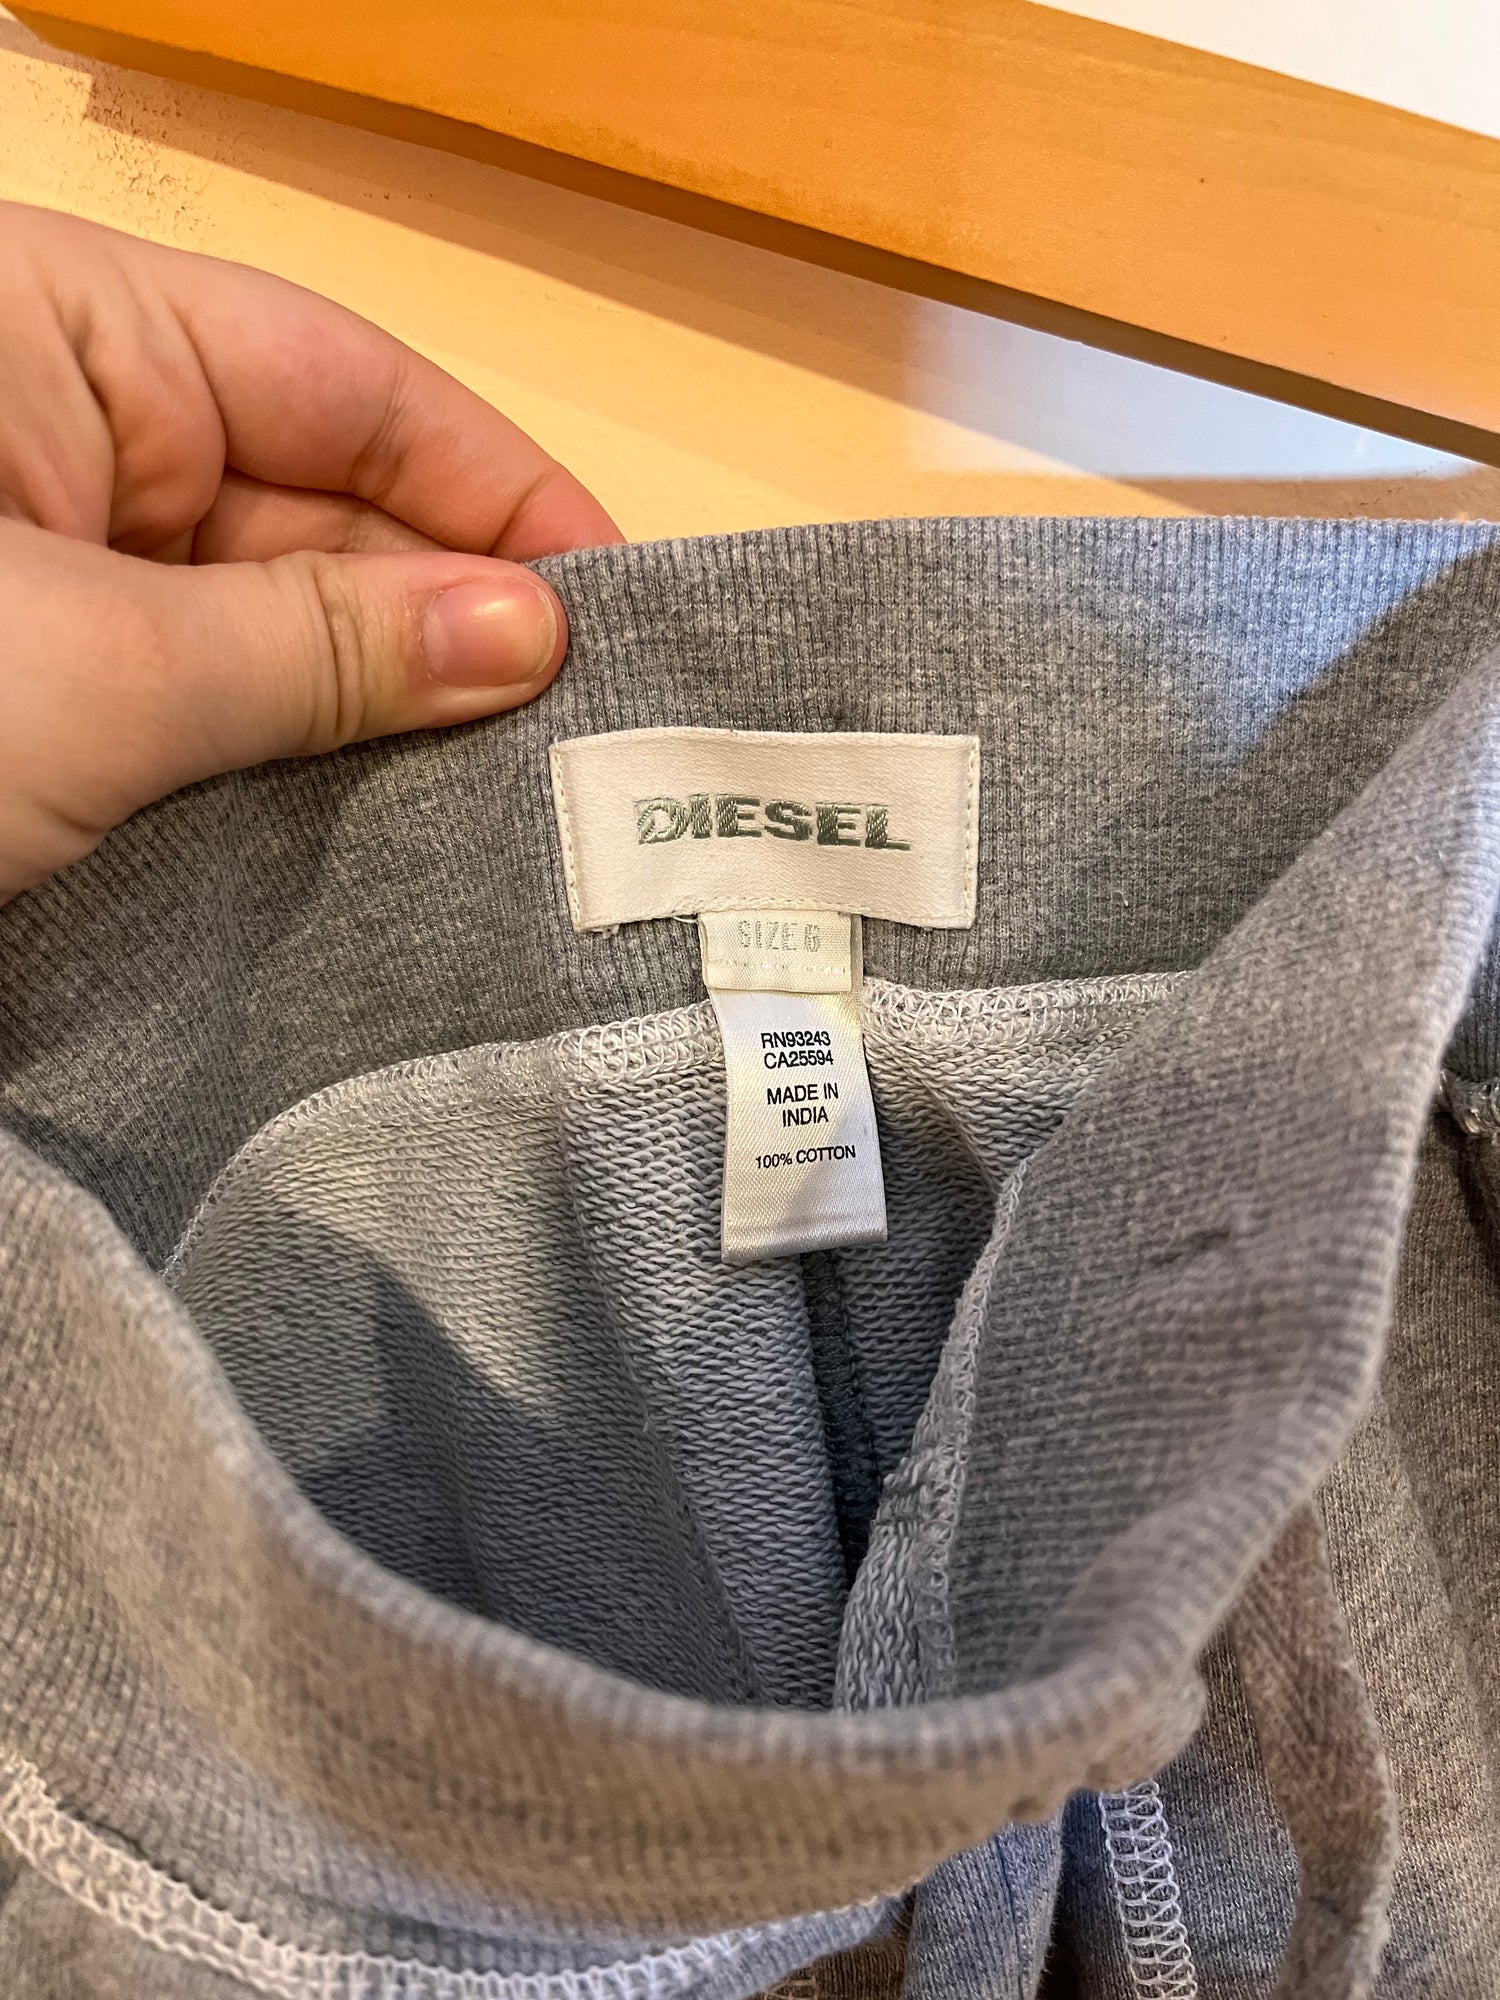 DIESEL
SIZE 6
RN93243
CA25594
MADE IN
INDIA
100% COTTON